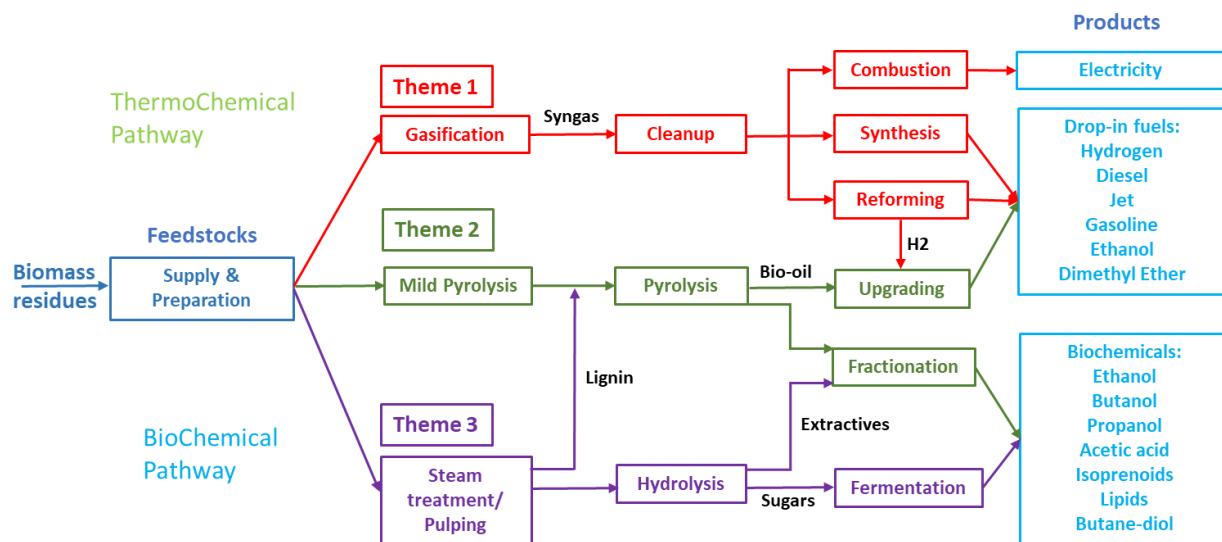 Products
ThermoChemical
Pathway
Theme 1
Gasification
Syngas
Cleanup
Combustion
Electricity
Synthesis
Reforming
H2
Drop-in fuels:
Hydrogen
Diesel
Jet
Gasoline
Ethanol
Dimethyl Ether
Feedstocks
Biomass
residues
Supply &
Preparation
Theme 2
Mild Pyrolysis
Pyrolysis
Bio-oil
Upgrading
Lignin
Fractionation
BioChemical
Pathway
Theme 3
Steam
treatment/
Pulping
Hydrolysis
Extractives
Sugars
Fermentation
Biochemicals:
Ethanol
Butanol
Propanol
Acetic acid
Isoprenoids
Lipids
Butane-diol